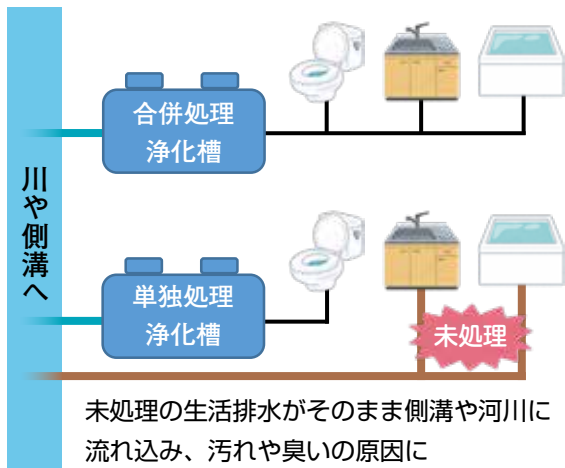 合併処理
浄化槽
川や側溝へ
単独処理
浄化槽
未処理
未処理の生活排水がそのまま側溝や河川に
流れ込み、汚れや臭いの原因に